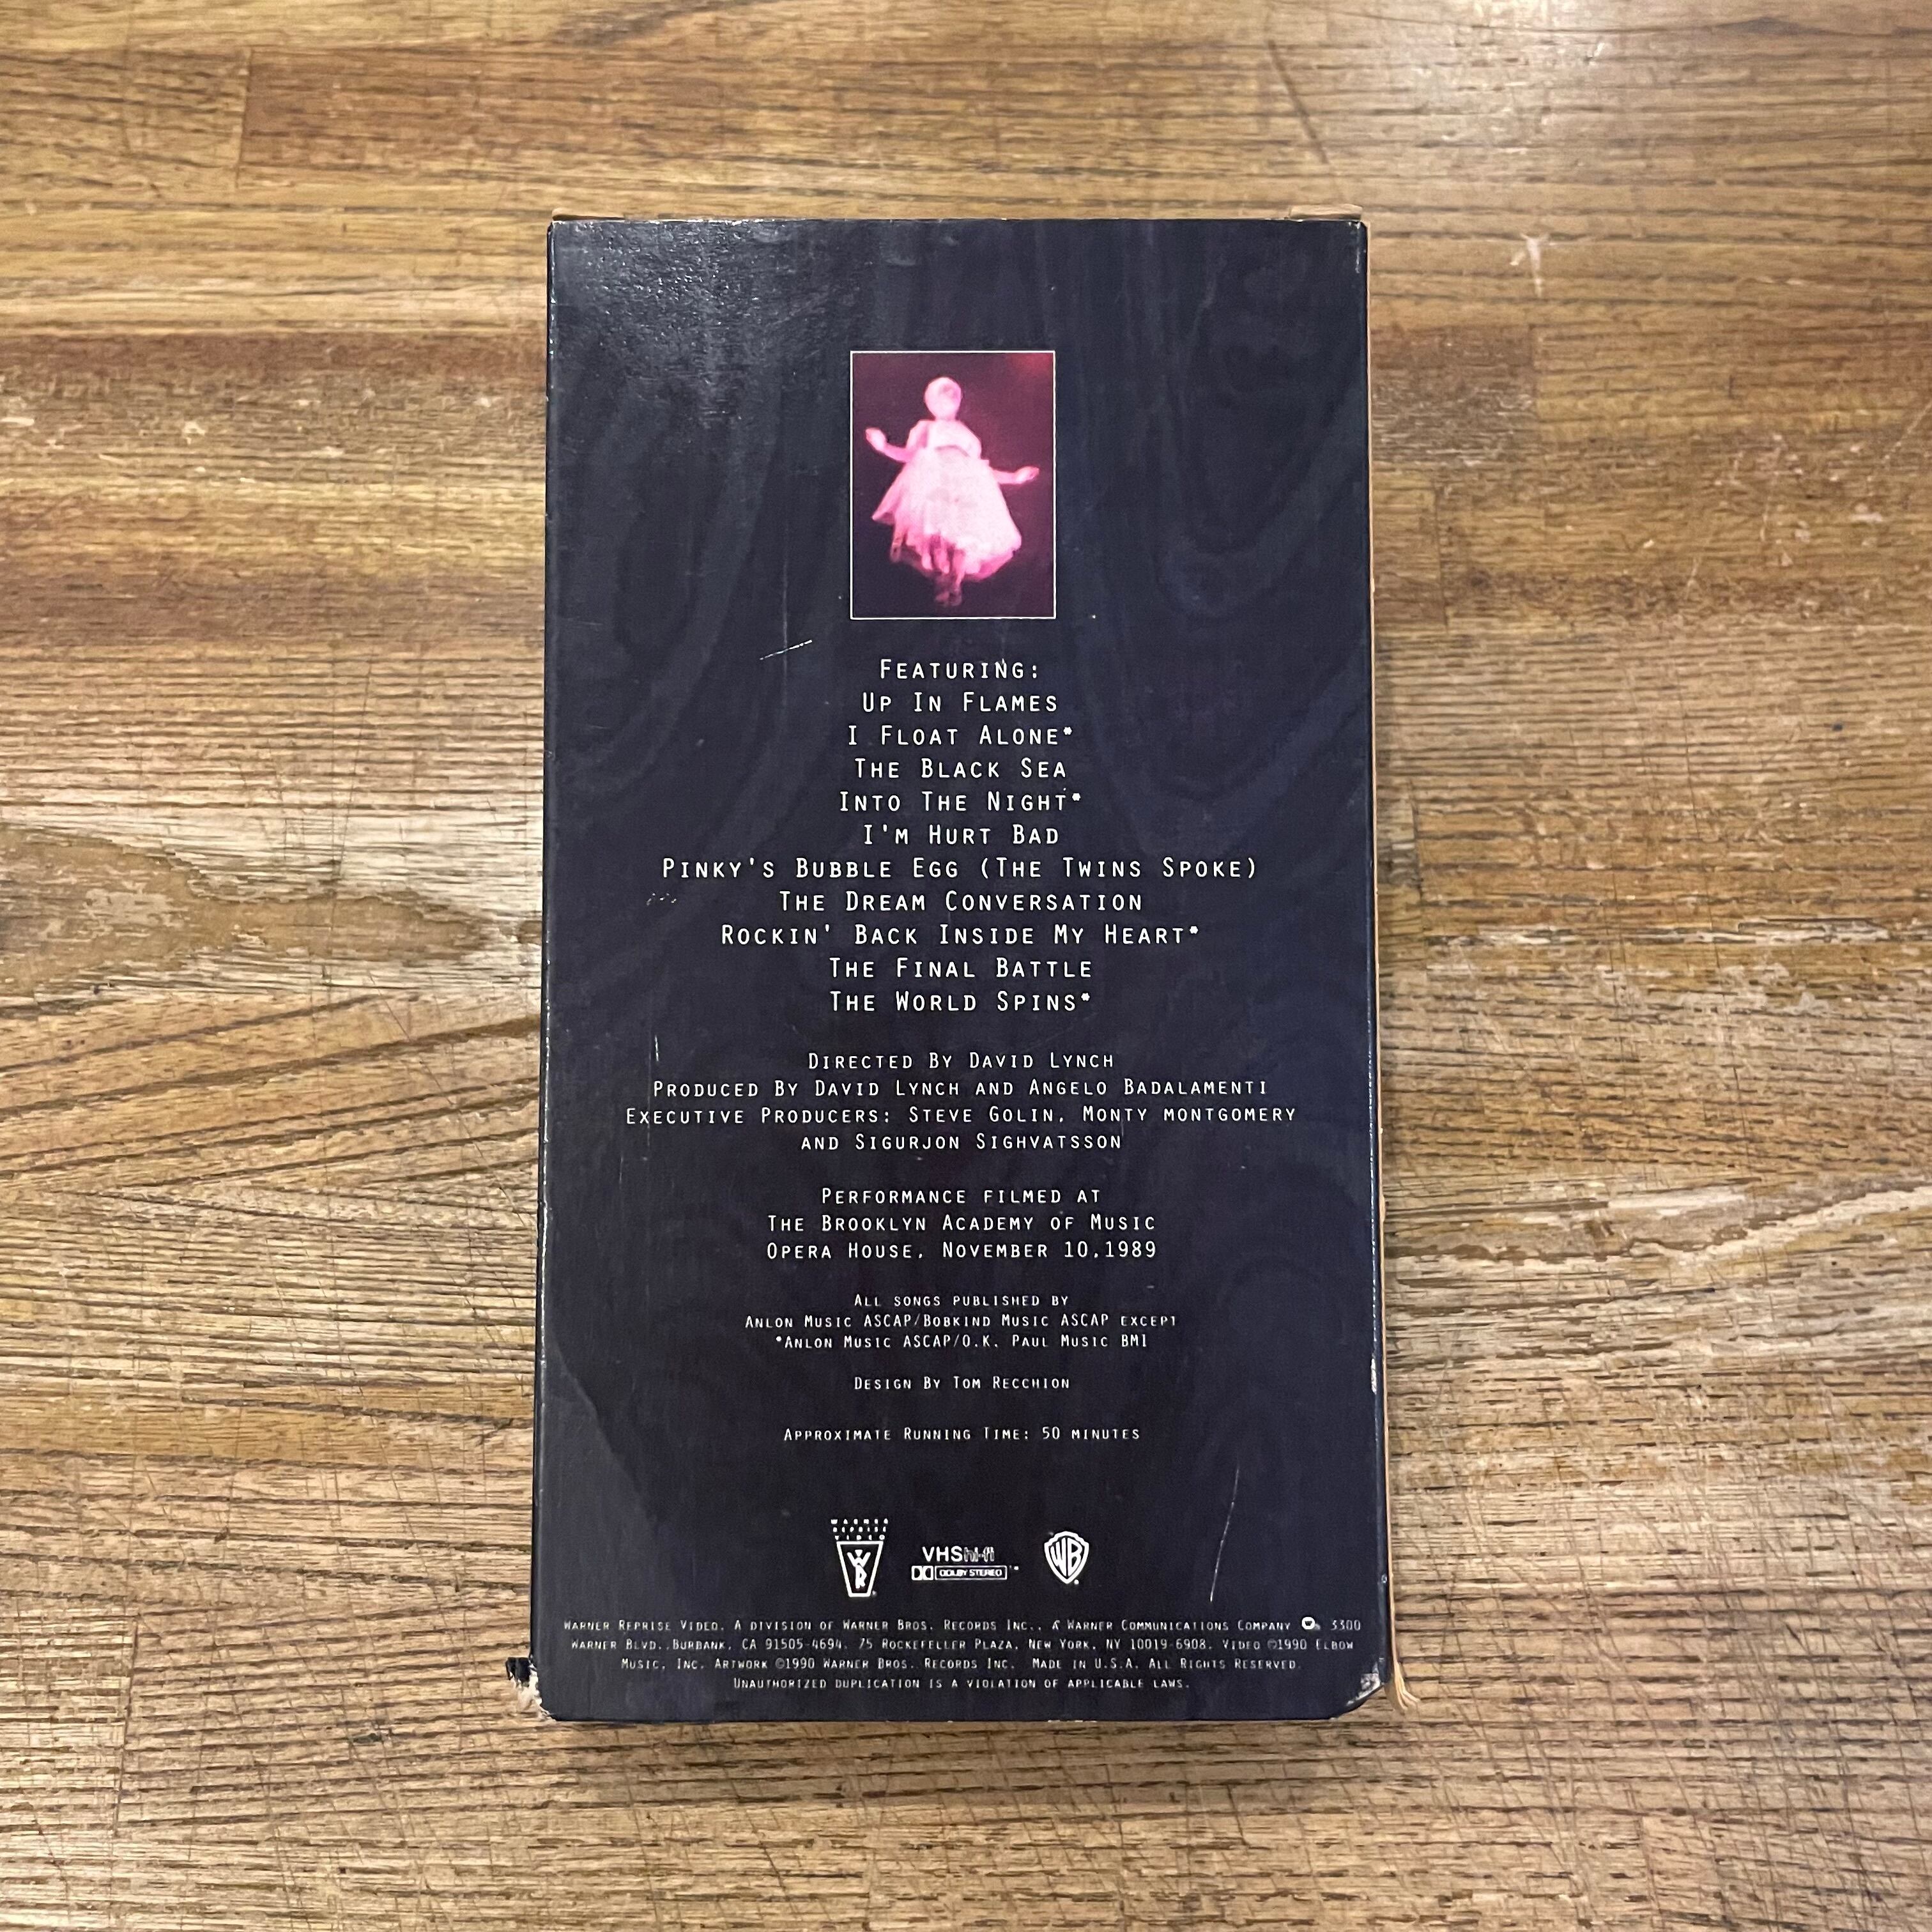 FEATURING:
UP IN FLAMES
I FLOAT ALONE*
THE BLACK SEA
INTO THE NIGHT*
I'M HURT BAD
PINKY'S BUBBLE EGG (THE TWINS SPOKE)
THE DREAM CONVERSATION
ROCKIN' BACK INSIDE MY HEART*
THE FINAL BATTLE
THE WORLD SPINS*
DIRECTED BY DAVID LYNCH
PRODUCED BY DAVID LYNCH AND ANGELO BADALAMENTI
EXECUTIVE PRODUCERS: STEVE GOLIN, MONTY MONTGOMERY
AND SIGURJON SIGHVATSSON
PERFORMANCE FILMED AT
THE BROOKLYN ACADEMY OF MUSIC
OPERA HOUSE, NOVEMBER 10,1989
ALL SONGS PUBLISHED BY
ANLON MUSIC ASCAP/BOBKIND MUSIC ASCAP EXCEPT
*ANLON MUSIC ASCAP/O.K. PAUL MUSIC BMI
DESIGN BY TOM RECCHION
APPROXIMATE RUNNING TIME: 50 MINUTES
WARNER
REPRISE
VIDEO
WRV
VHS hi-fi
DOLBY STEREO
WB
WARNER REPRISE VIDEO, A DIVISION OF WARNER BROS. RECORDS INC., A WARNER COMMUNICATIONS COMPANY 3300
WARNER BLVD., BURBANK, CA 91505-4694. 75 ROCKEFELLER PLAZA, NEW YORK, NY 10019-6908. VIDEO ©1990 ELBOW
MUSIC, INC. ARTWORK ©1990 WARNER BROS. RECORDS INC. MADE IN U.S.A. ALL RIGHTS RESERVED.
UNAUTHORIZED DUPLICATION IS A VIOLATION OF APPLICABLE LAWS.